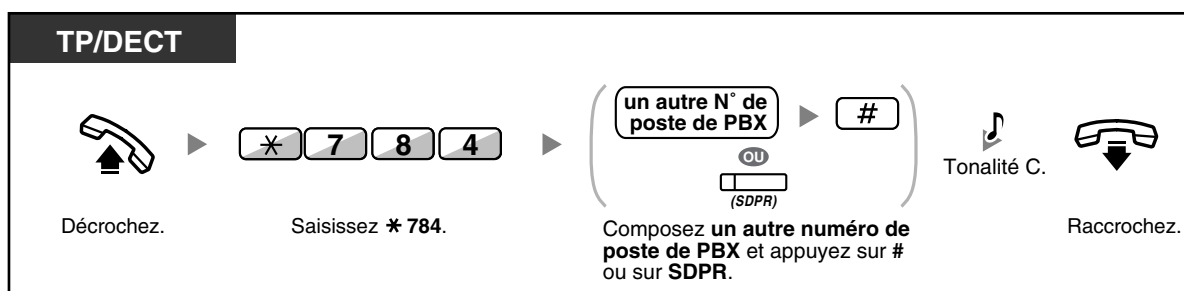 TP/DECT
un autre N° de
poste de PBX
#
✱ 7 8 4
OU
(SDPR)
Tonalité C.
Décrochez.
Saisissez ✱ 784.
Composez un autre numéro de
poste de PBX et appuyez sur #
ou sur SDPR.
Raccrochez.